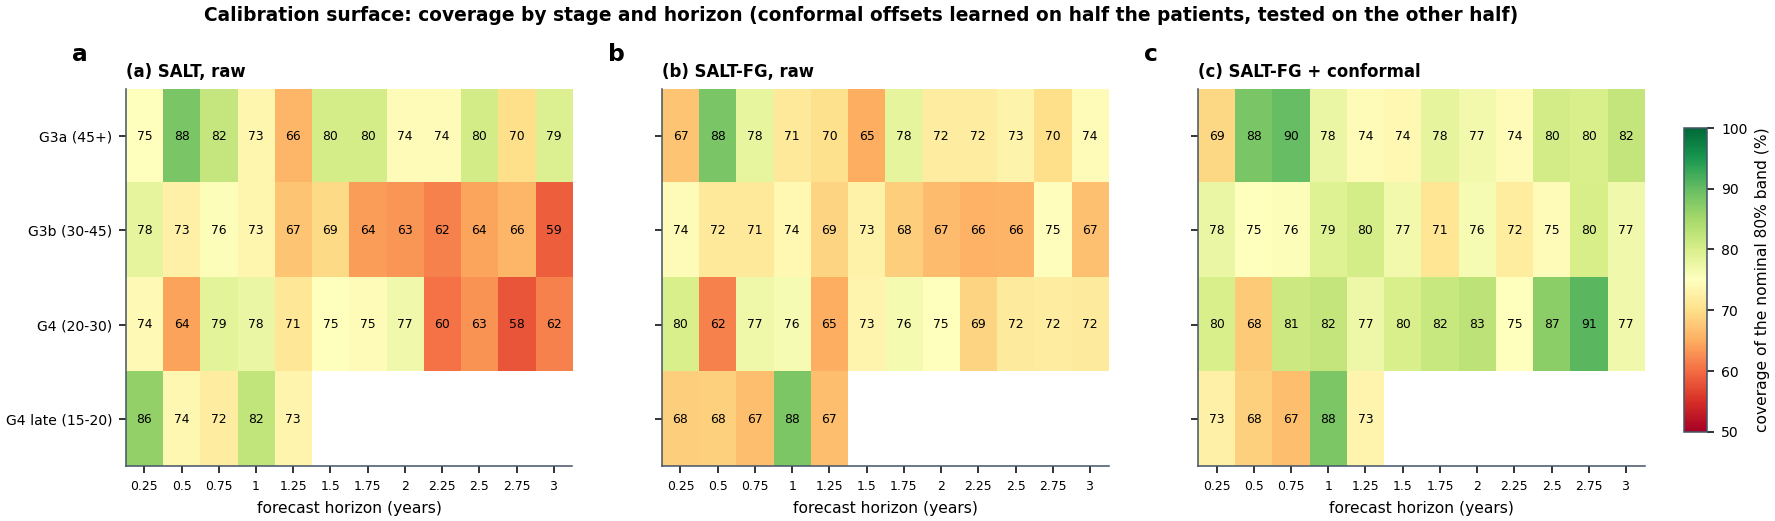 Calibration surface: coverage by stage and horizon (conformal offsets learned on half the patients, tested on the other half)
a
(a) SALT, raw
G3a (45+) 75 88 82 73 66 80 80 74 74 80 70 79
G3b (30-45) 78 73 76 73 67 69 64 63 62 64 66 59
G4 (20-30) 74 64 79 78 71 75 75 77 60 63 58 62
G4 late (15-20) 86 74 72 82 73
0.25 0.5 0.75 1 1.25 1.5 1.75 2 2.25 2.5 2.75 3
forecast horizon (years)
b
(b) SALT-FG, raw
67 88 78 71 70 65 78 72 72 73 70 74
74 72 71 74 69 73 68 67 66 66 75 67
80 62 77 76 65 73 76 75 69 72 72 72
68 68 67 88 67
0.25 0.5 0.75 1 1.25 1.5 1.75 2 2.25 2.5 2.75 3
forecast horizon (years)
c
(c) SALT-FG + conformal
69 88 90 78 74 74 78 77 74 80 80 82
78 75 76 79 80 77 71 76 72 75 80 77
80 68 81 82 77 80 82 83 75 87 91 77
73 68 67 88 73
0.25 0.5 0.75 1 1.25 1.5 1.75 2 2.25 2.5 2.75 3
forecast horizon (years)
100
90
80
70
60
50
coverage of the nominal 80% band (%)